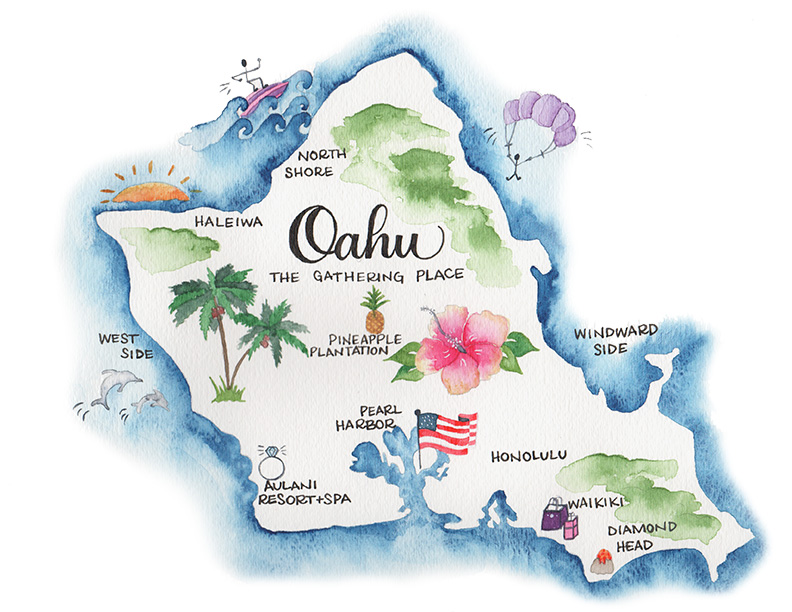 NORTH
SHORE
HALEIWA
Oahu
THE GATHERING PLACE
PINEAPPLE
PLANTATION
WEST
SIDE
WINDWARD
SIDE
PEARL
HARBOR
HONOLULU
AULANI
RESORT+SPA
WAIKIKI
DIAMOND
HEAD